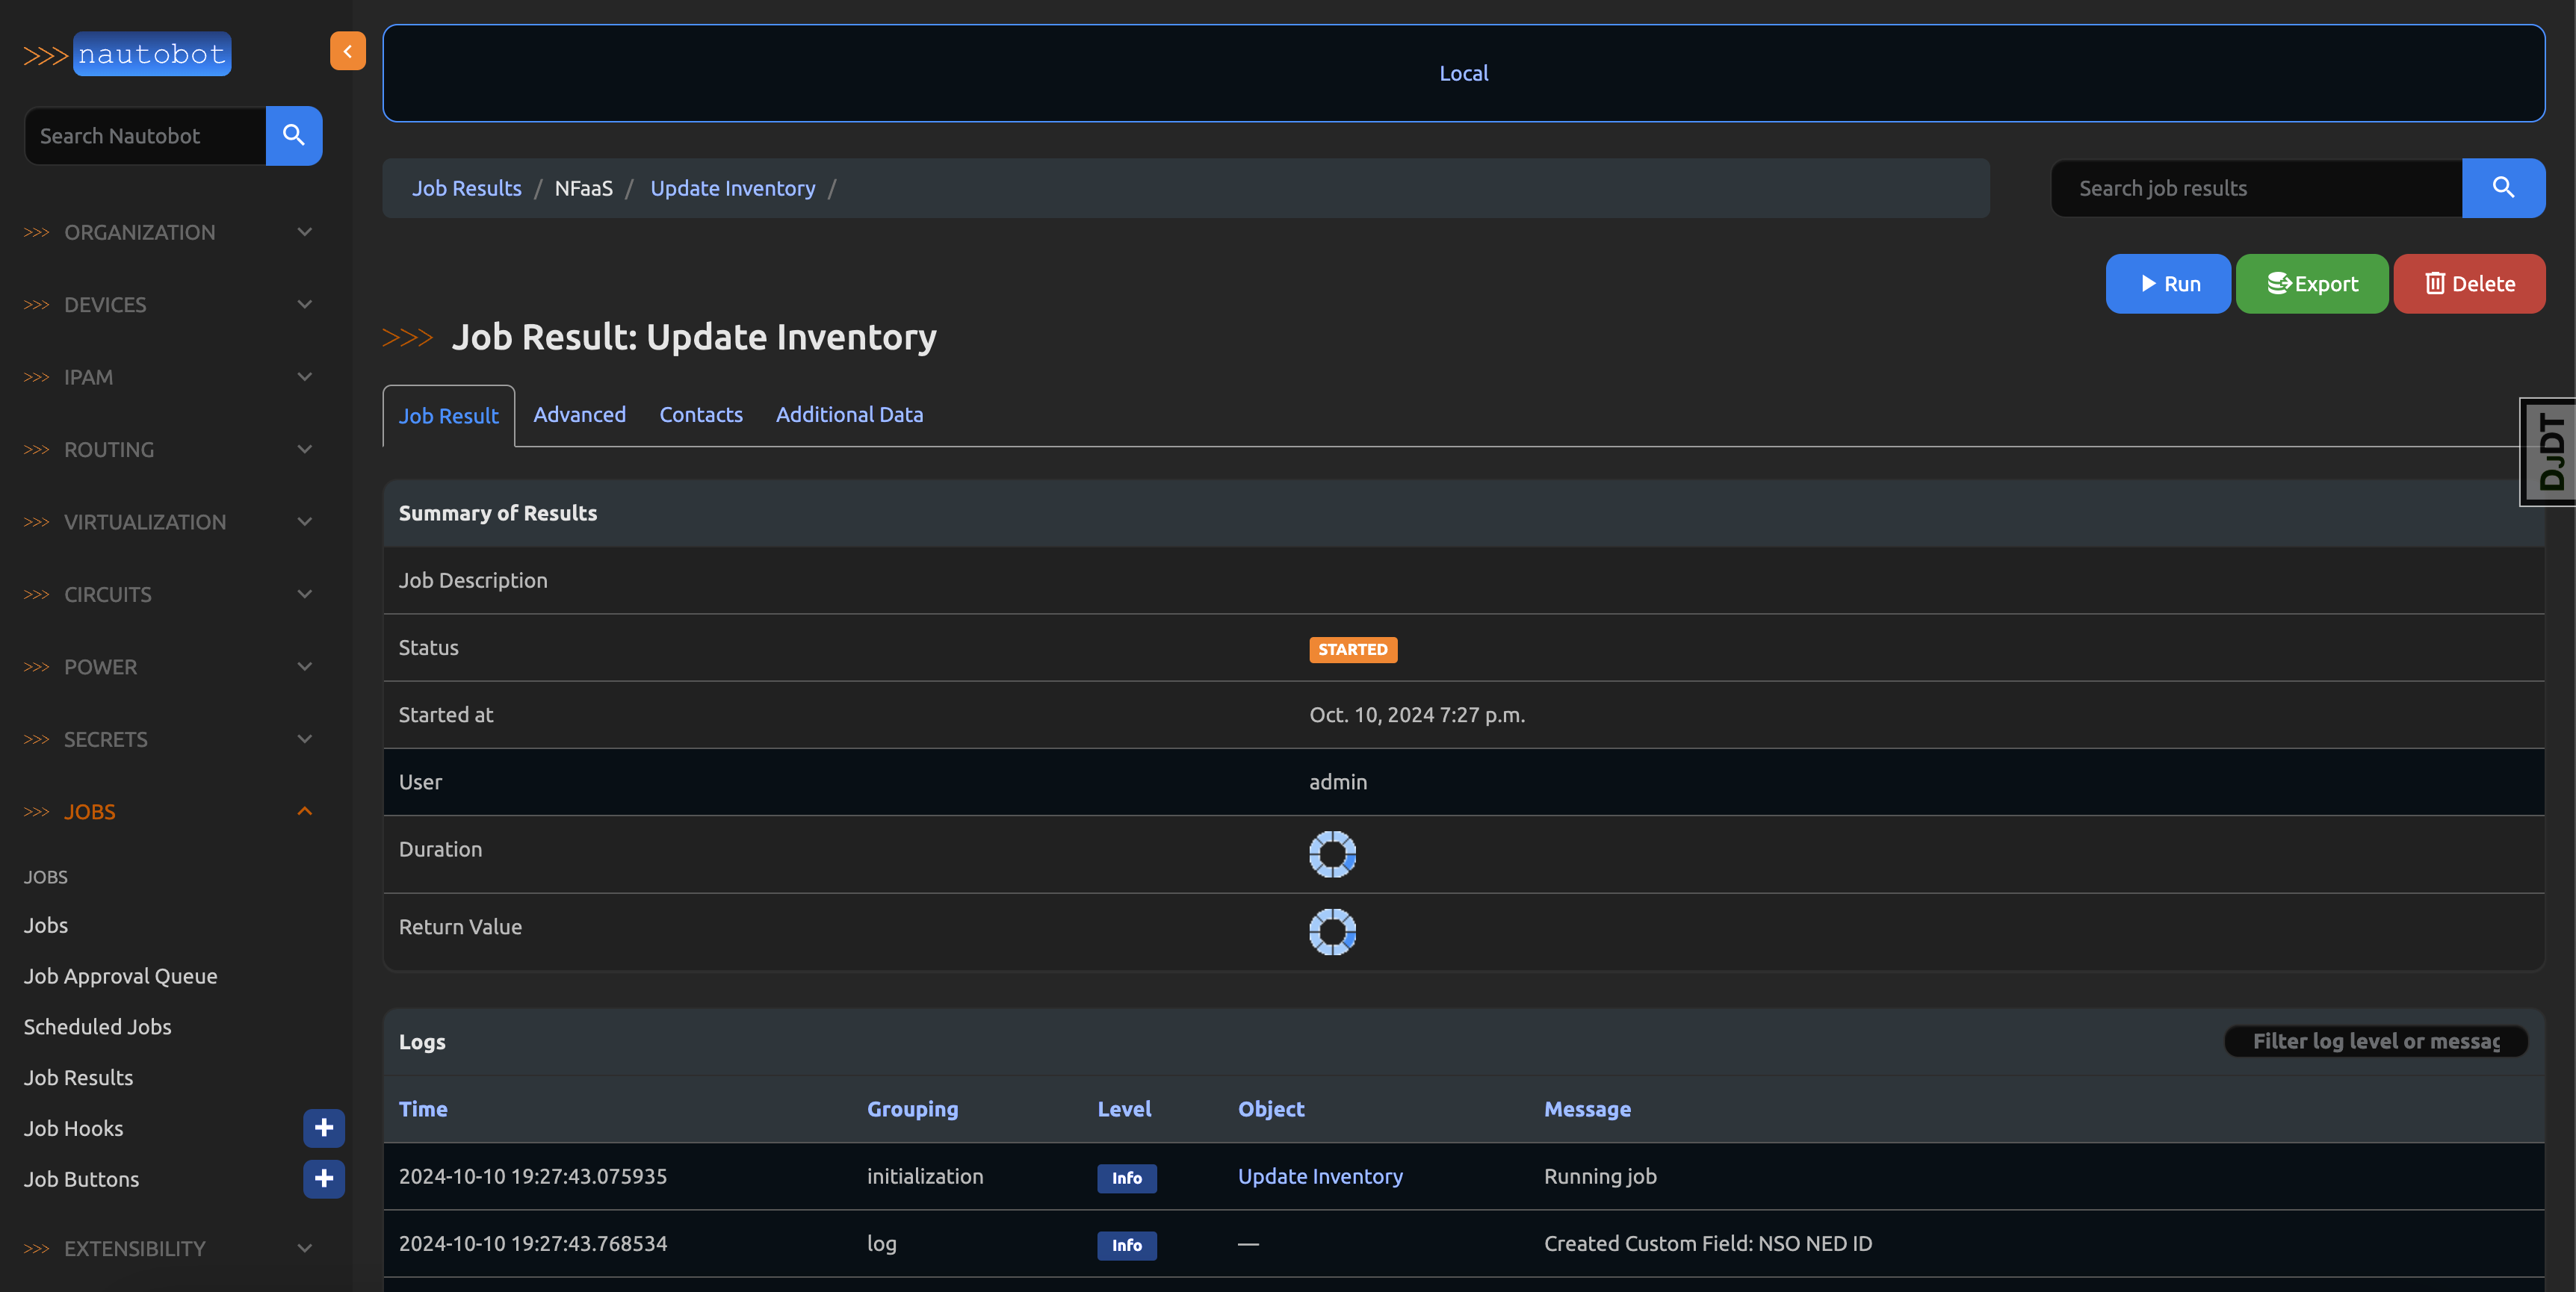 >>> nautobot
Local
Search Nautobot
Job Results / NFaaS / Update Inventory /
Search job results
>>> ORGANIZATION
>>> DEVICES
>>> IPAM
>>> ROUTING
>>> VIRTUALIZATION
>>> CIRCUITS
>>> POWER
>>> SECRETS
>>> JOBS
JOBS
Jobs
Job Approval Queue
Scheduled Jobs
Job Results
Job Hooks
Job Buttons
>>> EXTENSIBILITY
Run Export Delete
>>> Job Result: Update Inventory
Job Result Advanced Contacts Additional Data
DJDT
Summary of Results
Job Description
Status STARTED
Started at Oct. 10, 2024 7:27 p.m.
User admin
Duration
Return Value
Logs Filter log level or messag
Time Grouping Level Object Message
2024-10-10 19:27:43.075935 initialization Info Update Inventory Running job
2024-10-10 19:27:43.768534 log Info — Created Custom Field: NSO NED ID